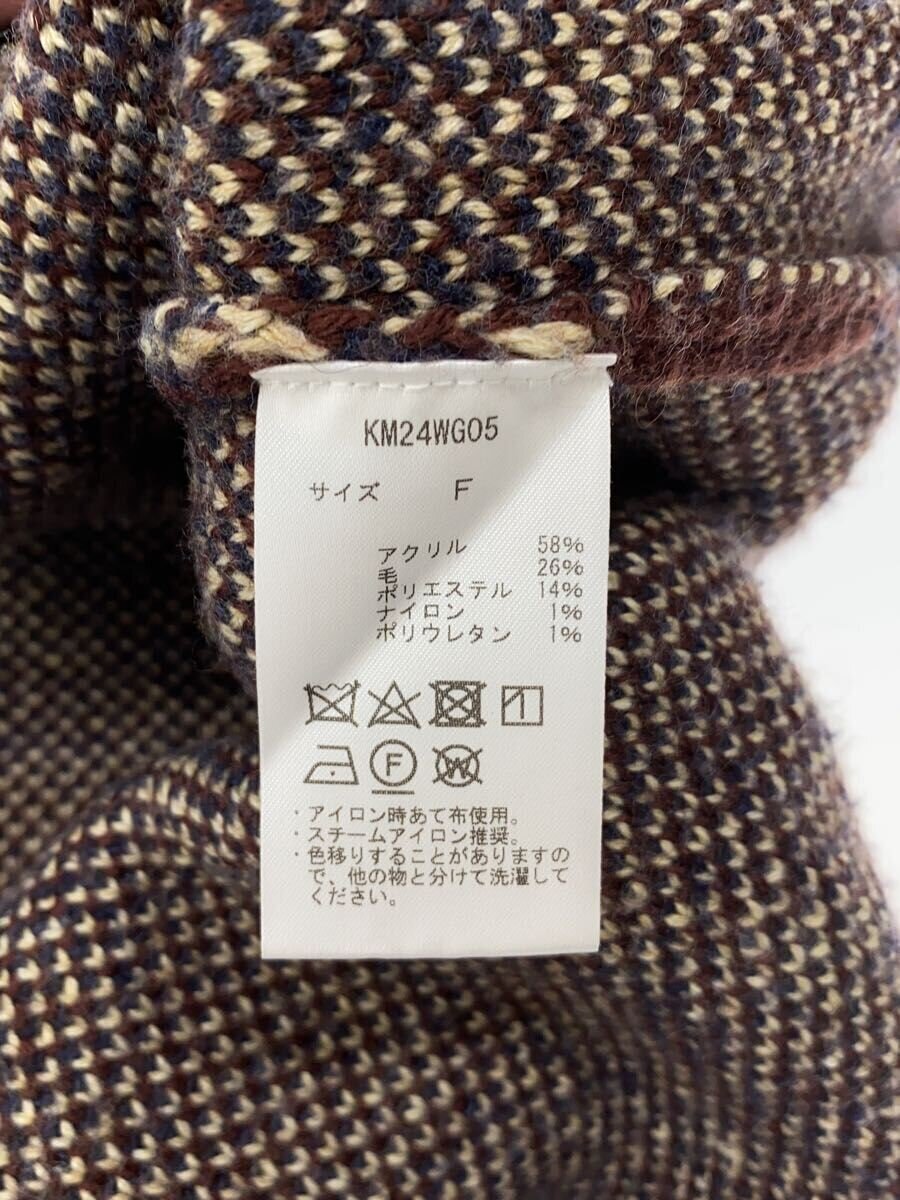 KM24WG05
サイズ F
アクリル 58%
毛 26%
ポリエステル 14%
ナイロン 1%
ポリウレタン 1%
F W
・アイロン時あて布使用。
・スチームアイロン推奨。
・色移りすることがありますの
で、他の物と分けて洗濯して
ください。